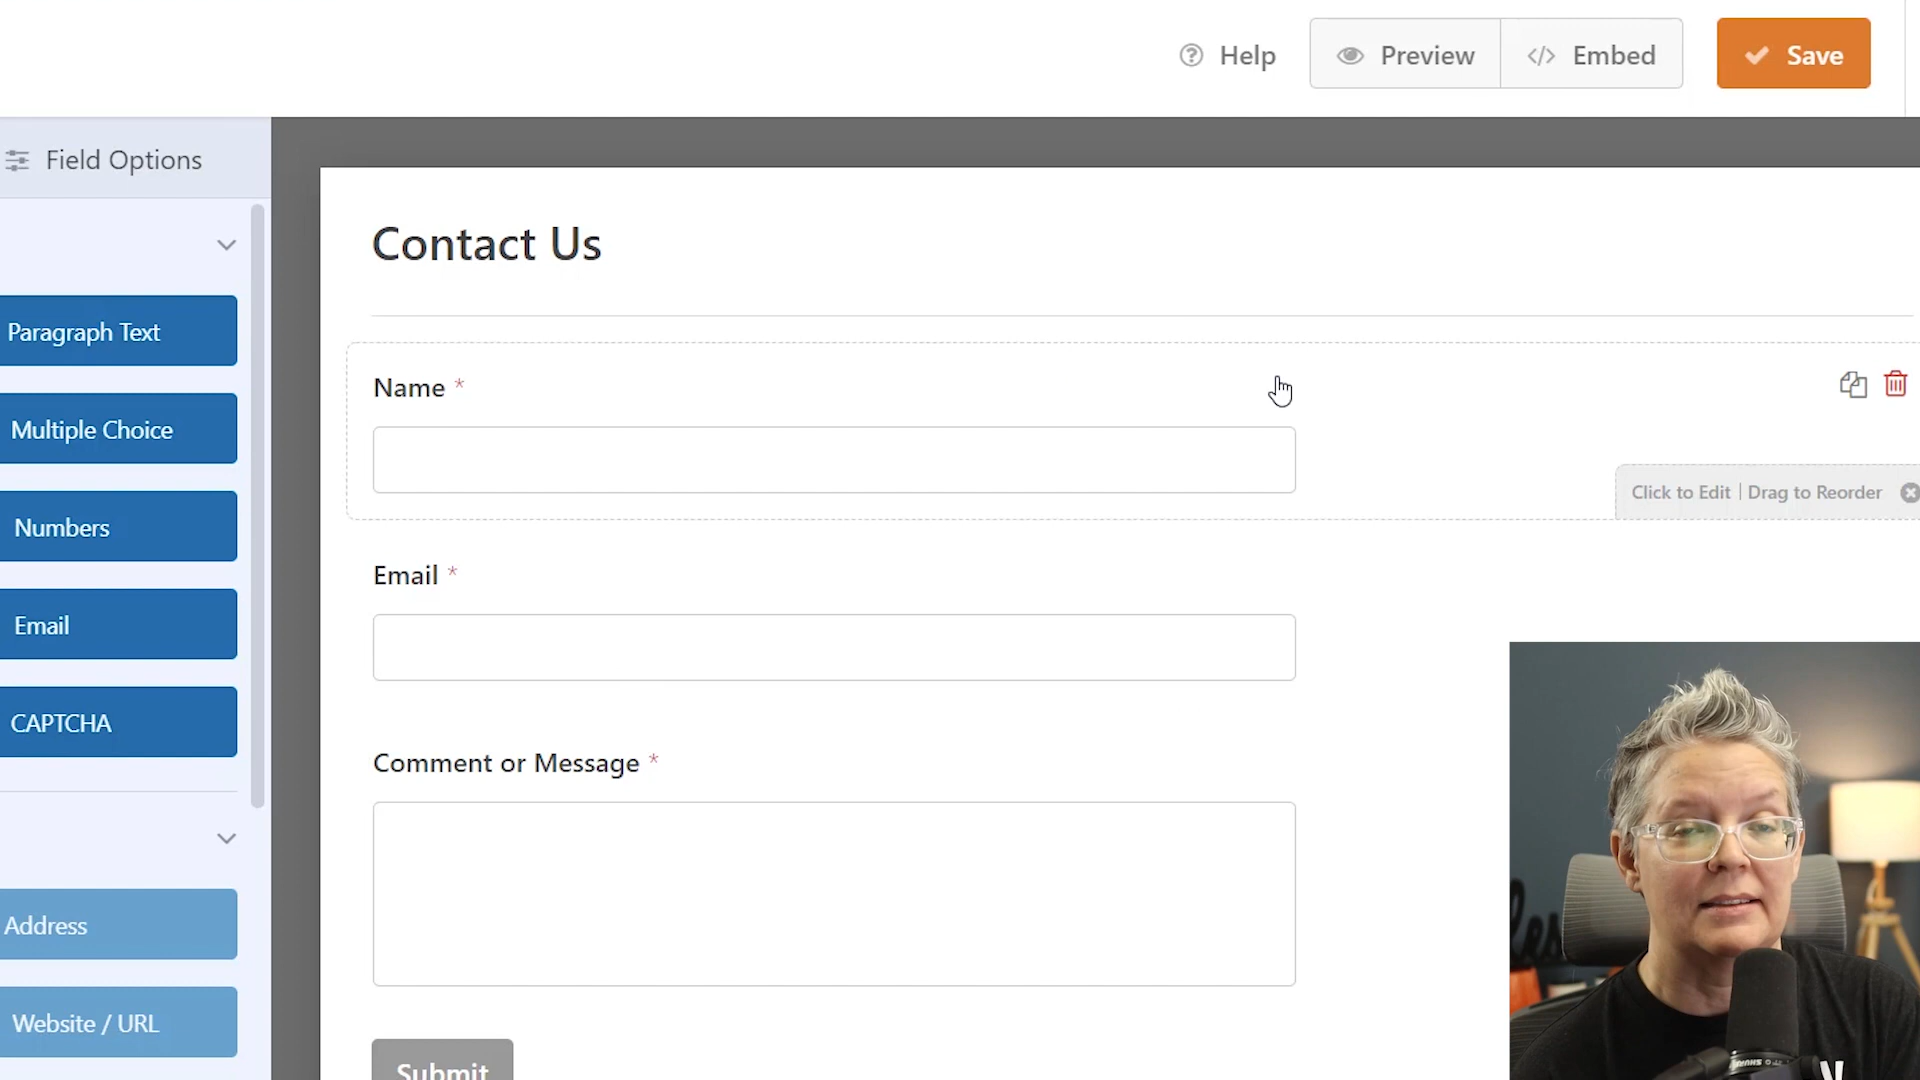 Help
Preview
Embed
Save
Field Options
Contact Us
Paragraph Text
Name *
Multiple Choice
Click to Edit | Drag to Reorder
Numbers
Email *
Email
CAPTCHA
Comment or Message *
Address
Website / URL
Submit